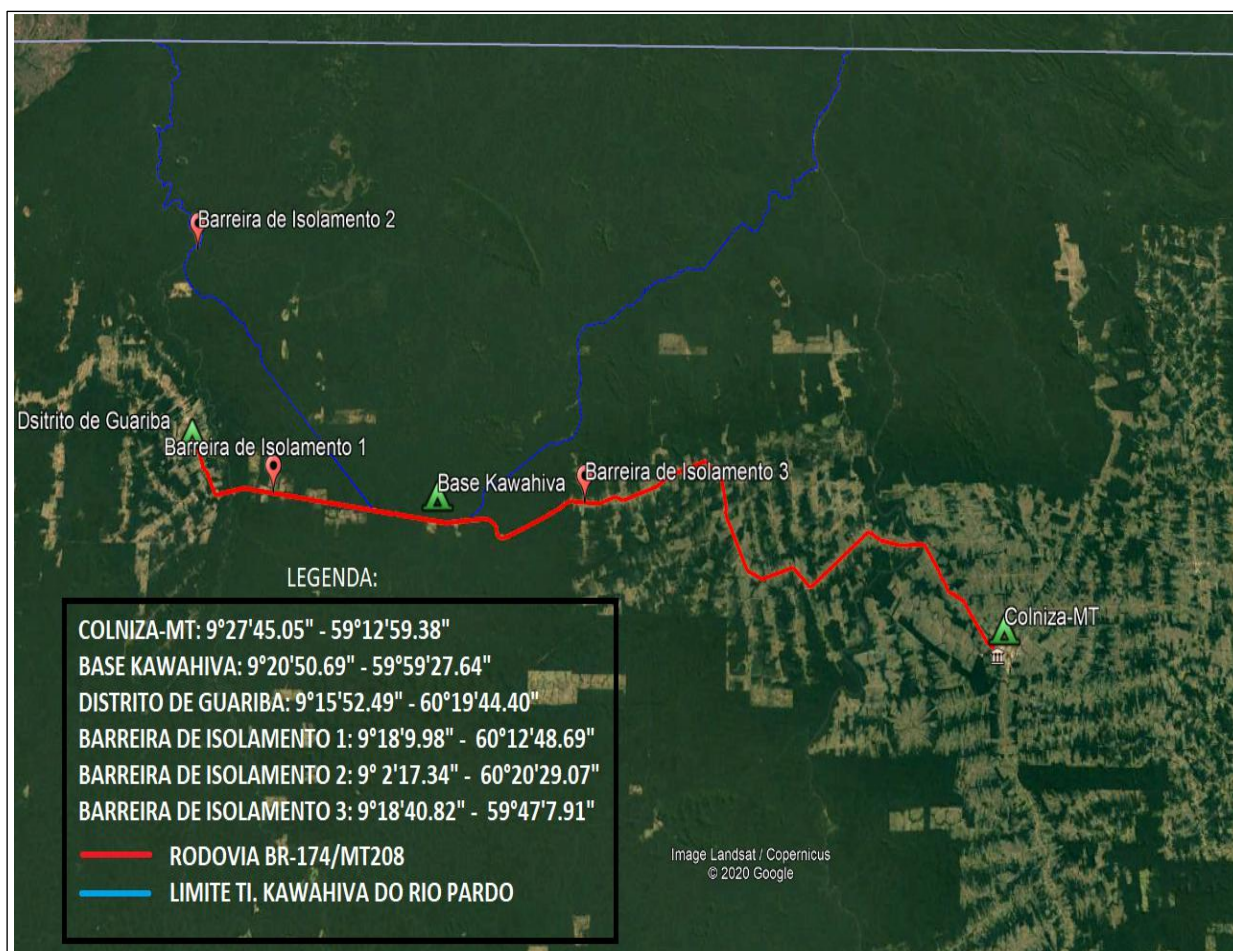 Barreira de Isolamento 2
Dsitrito de Guariba
Barreira de Isolamento 1
Base Kawahiva
Barreira de Isolamento 3
Colniza-MT
LEGENDA:
COLNIZA-MT: 9°27'45.05" - 59°12'59.38"
BASE KAWAHIVA: 9°20'50.69" - 59°59'27.64"
DISTRITO DE GUARIBA: 9°15'52.49" - 60°19'44.40"
BARREIRA DE ISOLAMENTO 1: 9°18'9.98" - 60°12'48.69"
BARREIRA DE ISOLAMENTO 2: 9° 2'17.34" - 60°20'29.07"
BARREIRA DE ISOLAMENTO 3: 9°18'40.82" - 59°47'7.91"
RODOVIA BR-174/MT208
LIMITE TI. KAWAHIVA DO RIO PARDO
Image Landsat / Copernicus
© 2020 Google